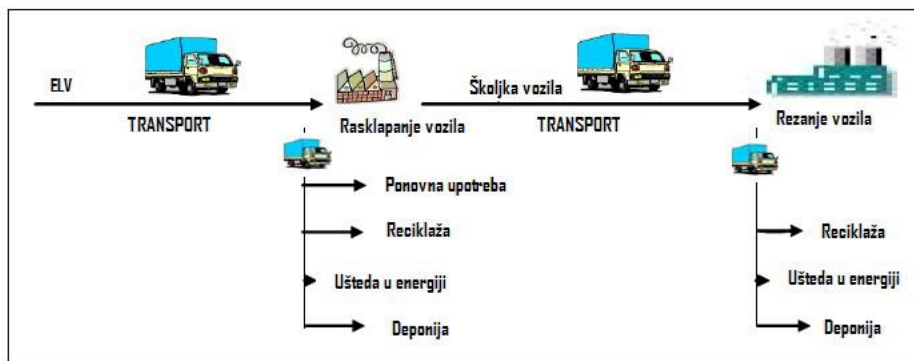 ELV
TRANSPORT
Rasklapanje vozila
Školjka vozila
TRANSPORT
Rezanje vozila
Ponovna upotreba
Reciklaža
Ušteda u energiji
Deponija
Reciklaža
Ušteda u energiji
Deponija